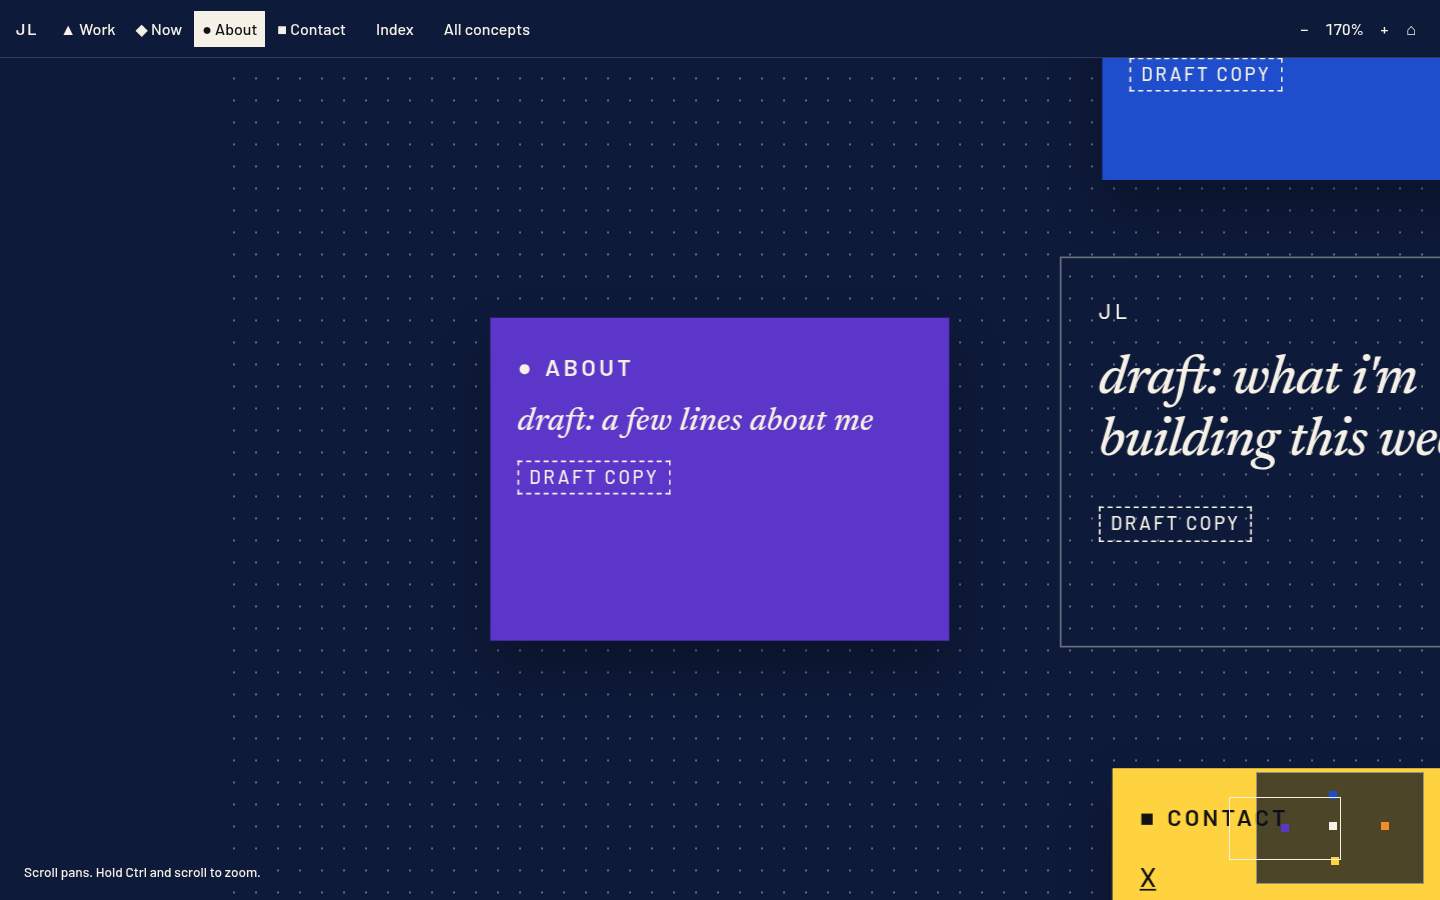 JL ▲ Work ◆ Now ● About ■ Contact Index All concepts − 170% + ⌂
DRAFT COPY
JL
draft: what i'm
building this wee
DRAFT COPY
● ABOUT
draft: a few lines about me
DRAFT COPY
■ CONTACT
X
Scroll pans. Hold Ctrl and scroll to zoom.